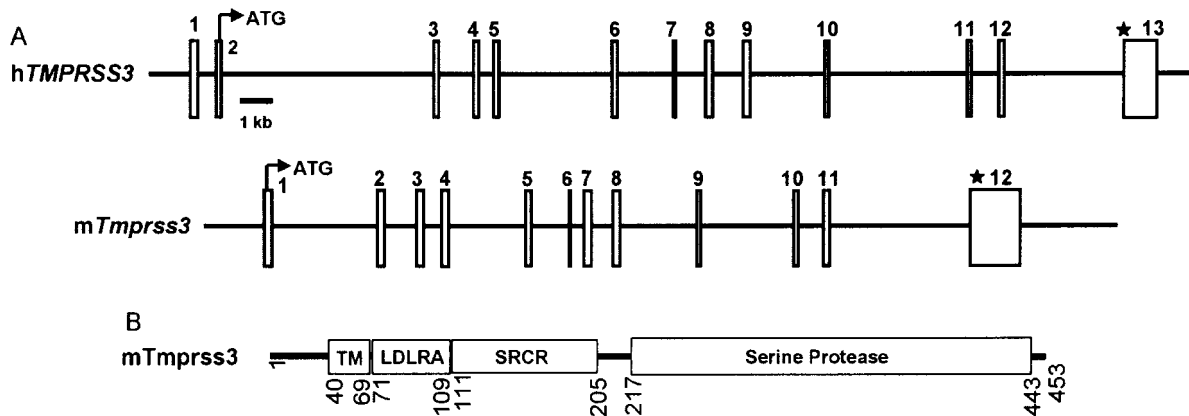 A
ATG
1 2 3 4 5 6 7 8 9 10 11 12 ★ 13
hTMPRSS3
1 kb
ATG
1 2 3 4 5 6 7 8 9 10 11 ★ 12
mTmprss3
B
mTmprss3
TM LDLRA SRCR Serine Protease
1 40 69 71 109 111 205 217 443 453